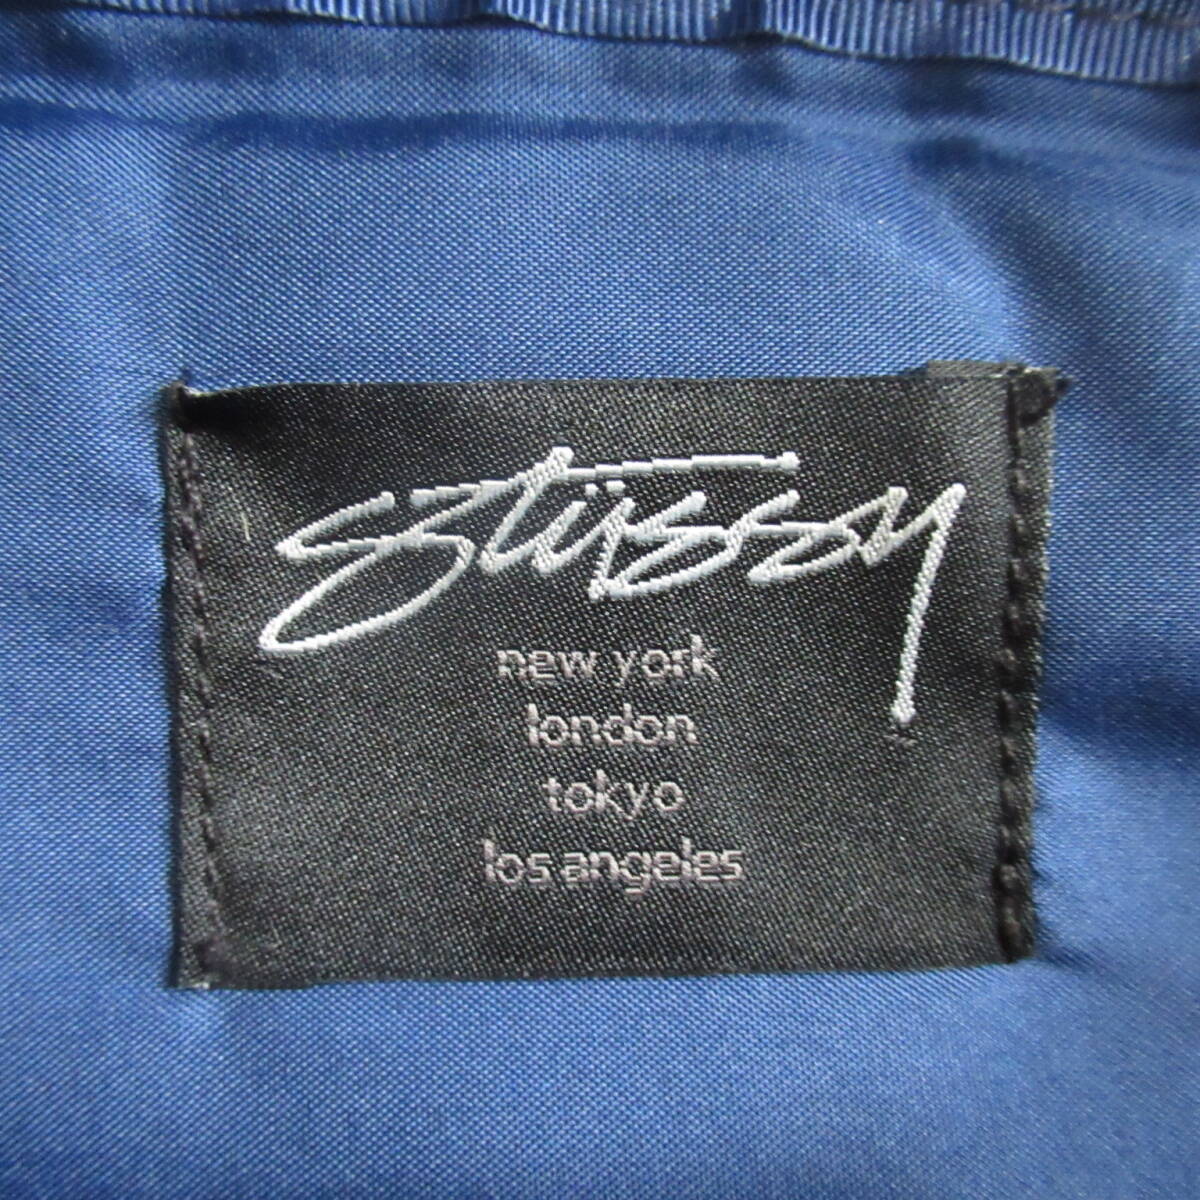 stüssy
new york
london
tokyo
los angeles